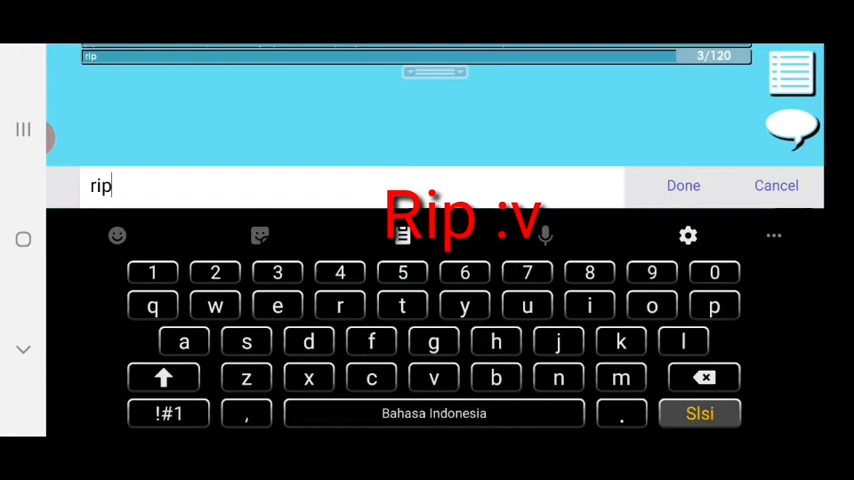 rip 3/120
rip Done Cancel
Rip :v
1 2 3 4 5 6 7 8 9 0
q w e r t y u i o p
a s d f g h j k l
z x c v b n m
!#1 , Bahasa Indonesia . Slsi